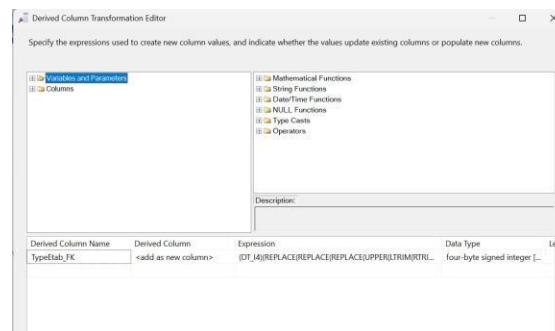 Derived Column Transformation Editor
Specify the expressions used to create new column values, and indicate whether the values update existing columns or populate new columns.
Variables and Parameters
Columns
Mathematical Functions
String Functions
Date/Time Functions
NULL Functions
Type Casts
Operators
Description:
Derived Column Name Derived Column Expression Data Type Le
TypeEtab_FK <add as new column> (DT_I4)(REPLACE(REPLACE(REPLACE(UPPER(LTRIM(RTRI... four-byte signed integer [...